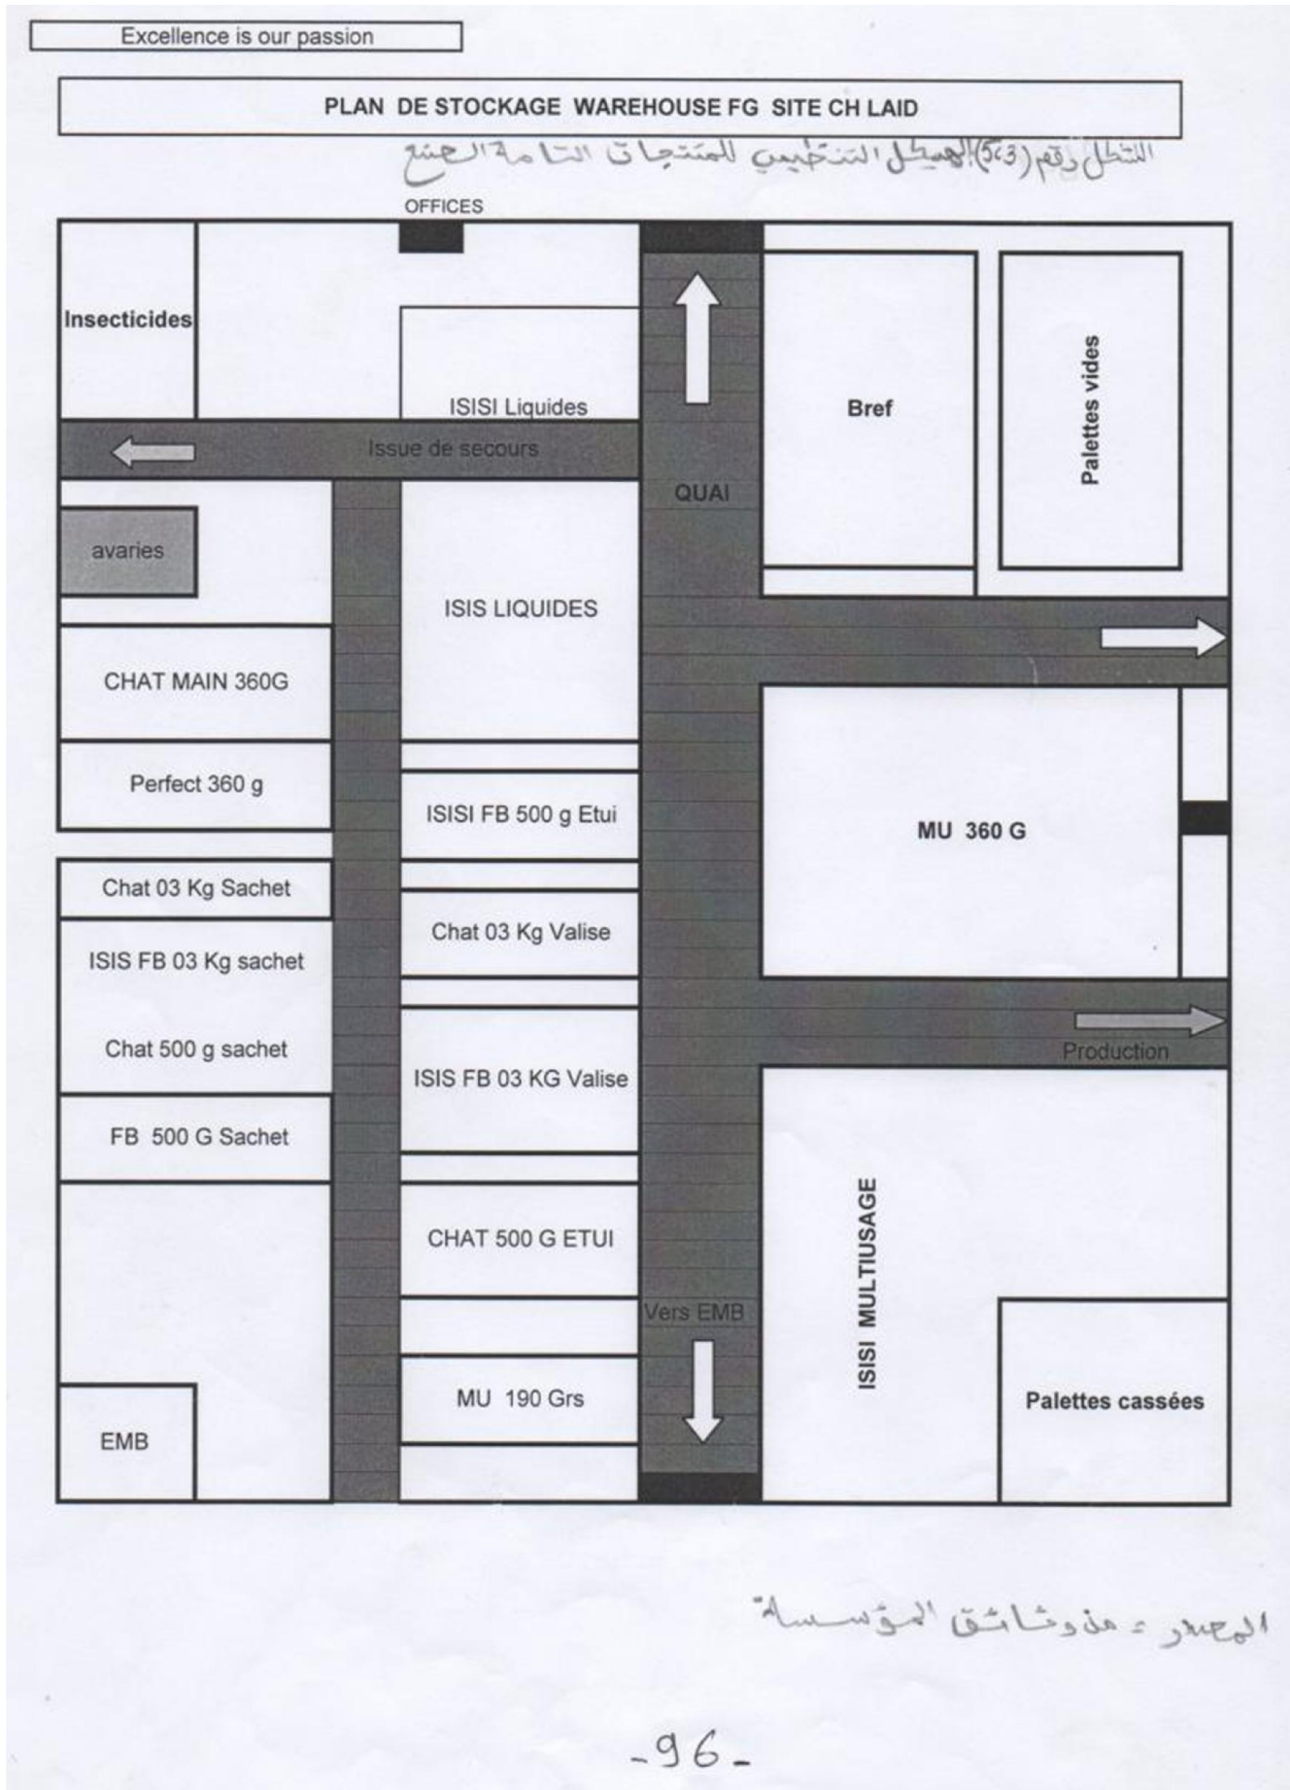 Excellence is our passion
PLAN DE STOCKAGE WAREHOUSE FG SITE CH LAID
الشكل رقم (5.3) الهيكل التنظيمي للمنتجات التامة الصنع
OFFICES
Insecticides
ISISI Liquides
Bref
Palettes vides
Issue de secours
QUAI
avaries
ISIS LIQUIDES
CHAT MAIN 360G
Perfect 360 g
ISISI FB 500 g Etui
MU 360 G
Chat 03 Kg Sachet
Chat 03 Kg Valise
ISIS FB 03 Kg sachet
Chat 500 g sachet
Production
ISIS FB 03 KG Valise
FB 500 G Sachet
CHAT 500 G ETUI
ISISI MULTIUSAGE
Vers EMB
MU 190 Grs
Palettes cassées
EMB
المصدر = من وثائق المؤسسة
-96-